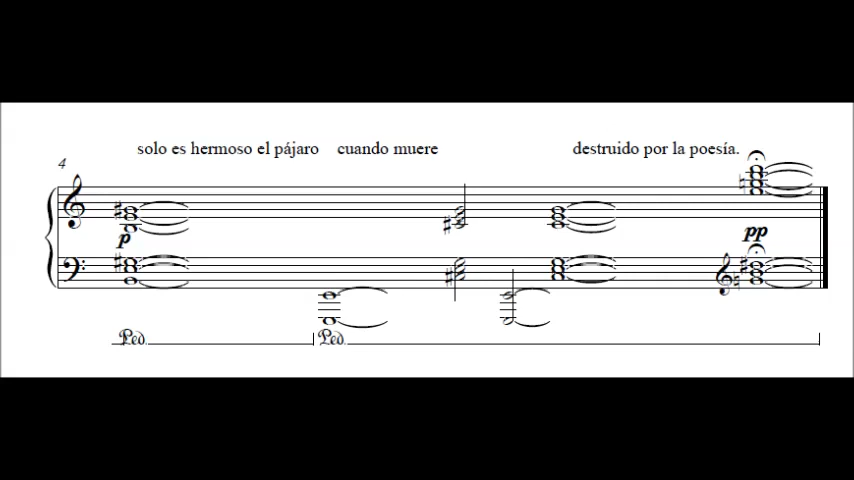 solo es hermoso el pájaro cuando muere destruido por la poesía.
4
p
pp
Ped. Ped.